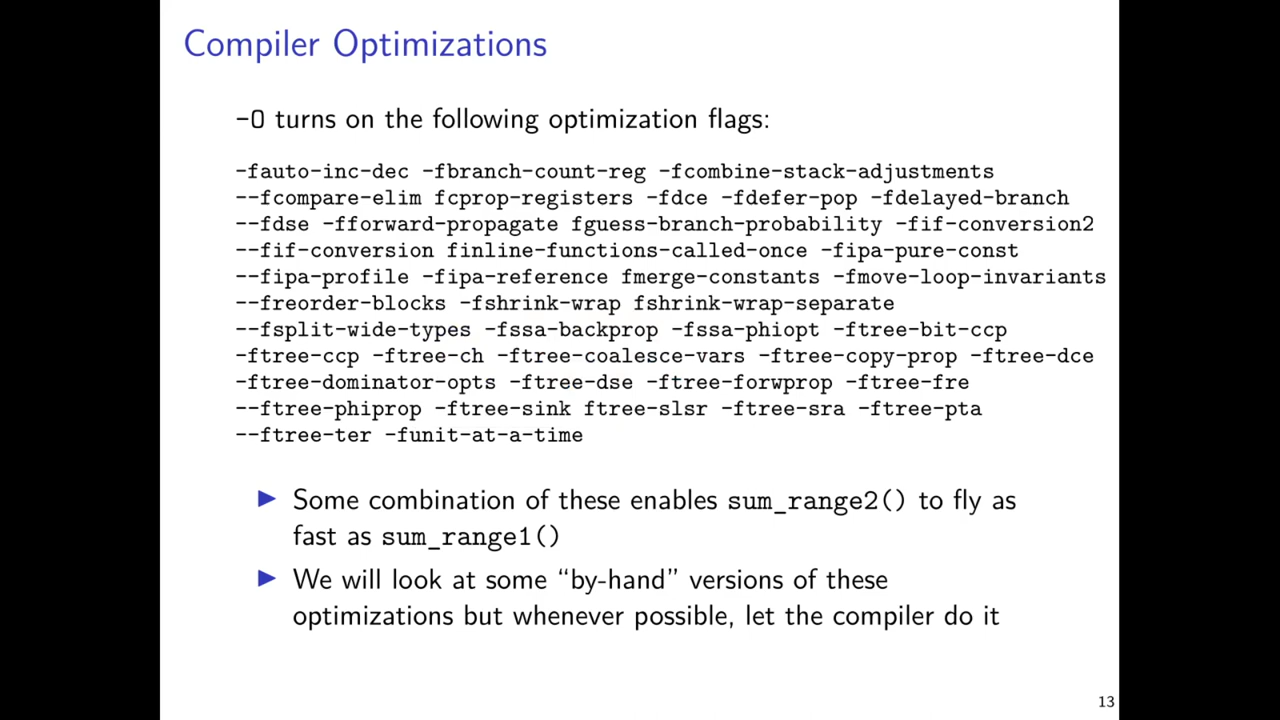 Compiler Optimizations
-O turns on the following optimization flags:
-fauto-inc-dec -fbranch-count-reg -fcombine-stack-adjustments
--fcompare-elim fcprop-registers -fdce -fdefer-pop -fdelayed-branch
--fdse -fforward-propagate fguess-branch-probability -fif-conversion2
--fif-conversion finline-functions-called-once -fipa-pure-const
--fipa-profile -fipa-reference fmerge-constants -fmove-loop-invariants
--freorder-blocks -fshrink-wrap fshrink-wrap-separate
--fsplit-wide-types -fssa-backprop -fssa-phiopt -ftree-bit-ccp
-ftree-ccp -ftree-ch -ftree-coalesce-vars -ftree-copy-prop -ftree-dce
-ftree-dominator-opts -ftree-dse -ftree-forwprop -ftree-fre
--ftree-phiprop -ftree-sink ftree-slsr -ftree-sra -ftree-pta
--ftree-ter -funit-at-a-time
▶ Some combination of these enables sum_range2() to fly as
fast as sum_range1()
▶ We will look at some “by-hand” versions of these
optimizations but whenever possible, let the compiler do it
13